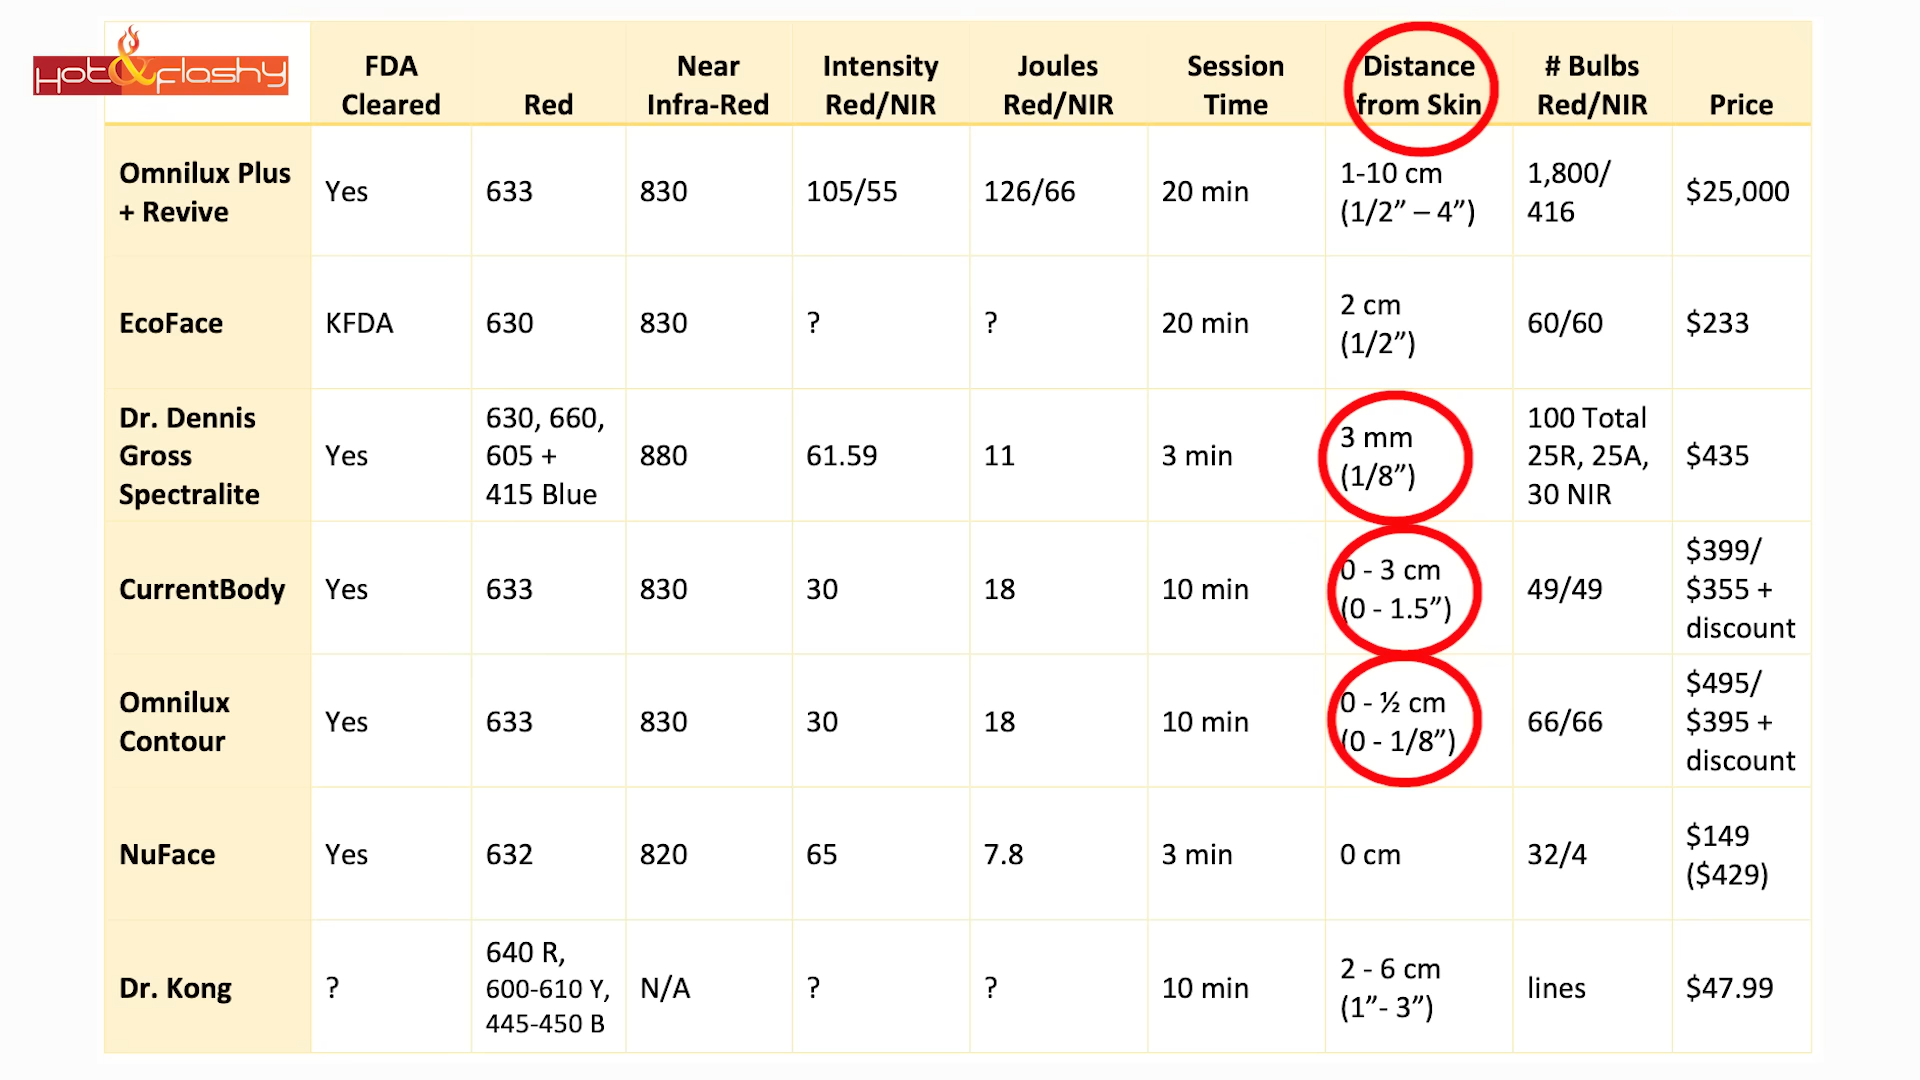 Hot & flashy
FDA Cleared | Red | Near Infra-Red | Intensity Red/NIR | Joules Red/NIR | Session Time | Distance from Skin | # Bulbs Red/NIR | Price
Omnilux Plus + Revive | Yes | 633 | 830 | 105/55 | 126/66 | 20 min | 1-10 cm (1/2” – 4”) | 1,800/ 416 | $25,000
EcoFace | KFDA | 630 | 830 | ? | ? | 20 min | 2 cm (1/2”) | 60/60 | $233
Dr. Dennis Gross Spectralite | Yes | 630, 660, 605 + 415 Blue | 880 | 61.59 | 11 | 3 min | 3 mm (1/8”) | 100 Total 25R, 25A, 30 NIR | $435
CurrentBody | Yes | 633 | 830 | 30 | 18 | 10 min | 0 - 3 cm (0 - 1.5”) | 49/49 | $399/ $355 + discount
Omnilux Contour | Yes | 633 | 830 | 30 | 18 | 10 min | 0 - ½ cm (0 - 1/8”) | 66/66 | $495/ $395 + discount
NuFace | Yes | 632 | 820 | 65 | 7.8 | 3 min | 0 cm | 32/4 | $149 ($429)
Dr. Kong | ? | 640 R, 600-610 Y, 445-450 B | N/A | ? | ? | 10 min | 2 - 6 cm (1”- 3”) | lines | $47.99